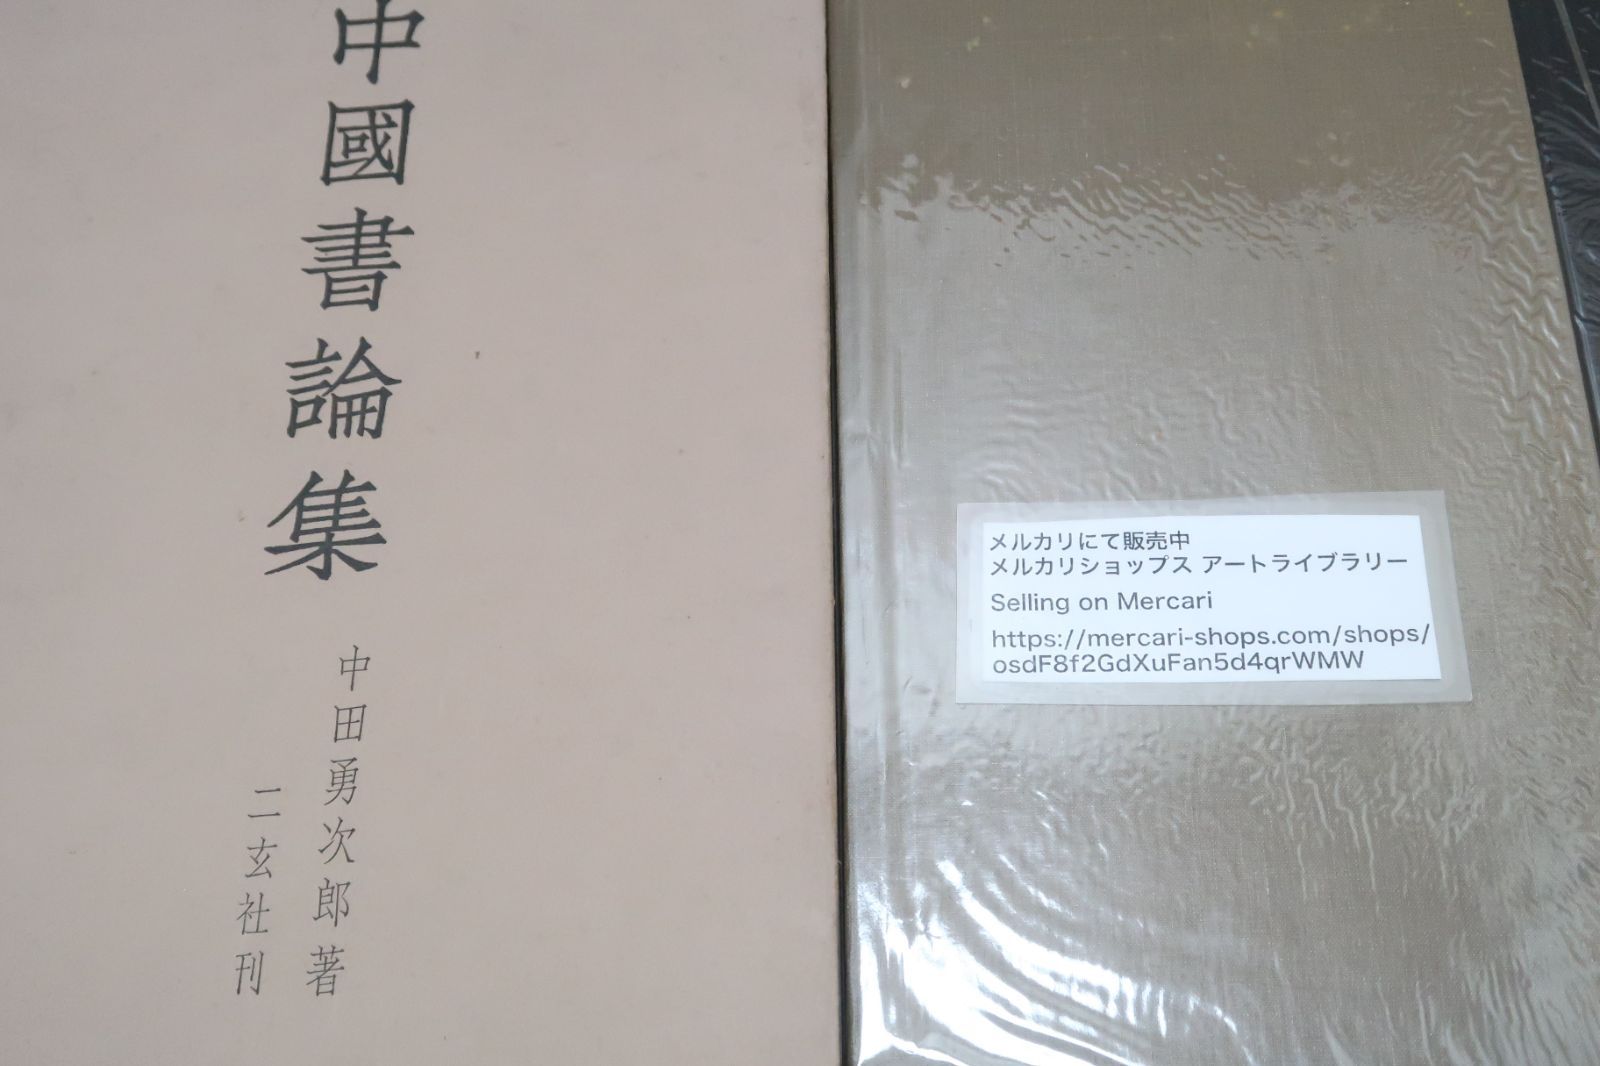 中國書論集
中田勇次郎著
二玄社刊
メルカリにて販売中
メルカリショップス アートライブラリー
Selling on Mercari
https://mercari-shops.com/shops/
osdF8f2GdXuFan5d4qrWMW